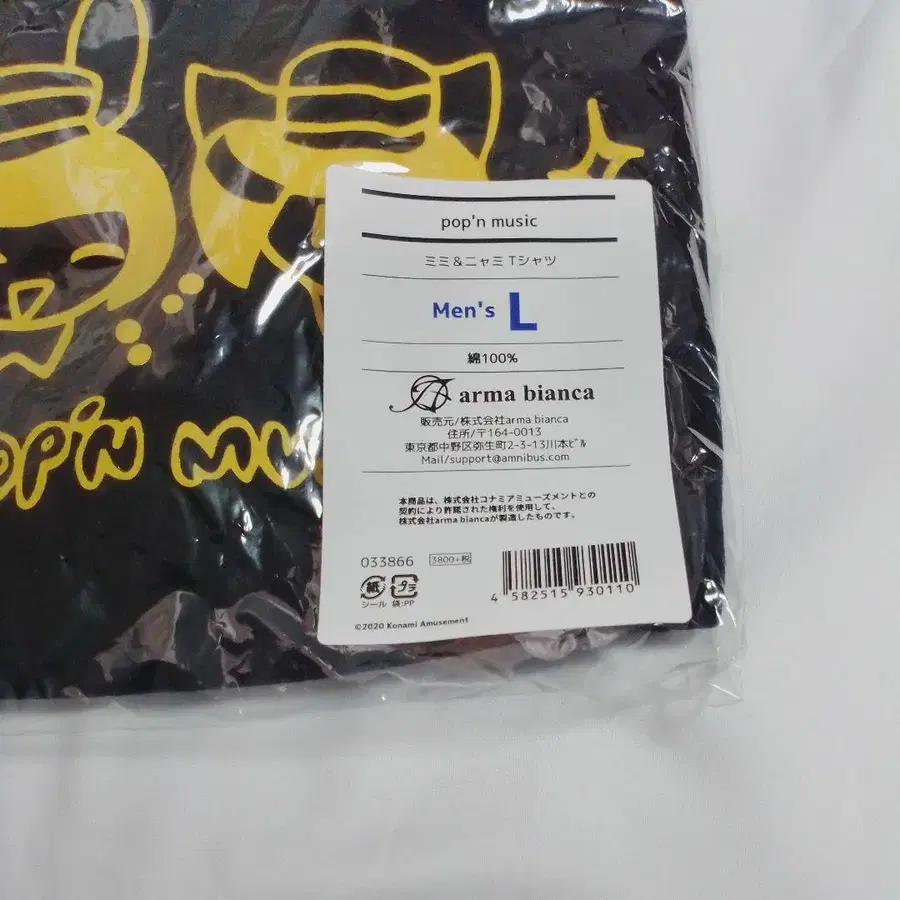 pop'n music
ミミ&ニャミ Tシャツ
Men's L
綿100%
arma bianca
販売元/株式会社arma bianca
住所/〒164-0013
東京都中野区弥生町2-3-13川本ビル
Mail/support@amnibus.com
本商品は、株式会社コナミアミューズメントとの
契約により許諾された権利を使用して、
株式会社arma biancaが製造したものです。
033866 3800+税
紙 プラ
シール 袋:PP
4 582515 930110
©2020 Konami Amusement
OP'N MU